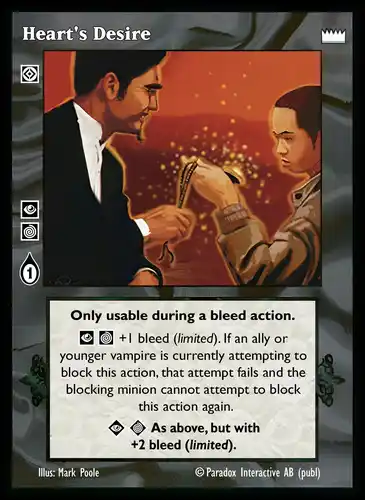 Heart's Desire
1
Only usable during a bleed action.
+1 bleed (limited). If an ally or
younger vampire is currently attempting to
block this action, that attempt fails and the
blocking minion cannot attempt to block
this action again.
As above, but with
+2 bleed (limited).
Illus: Mark Poole
© Paradox Interactive AB (publ)